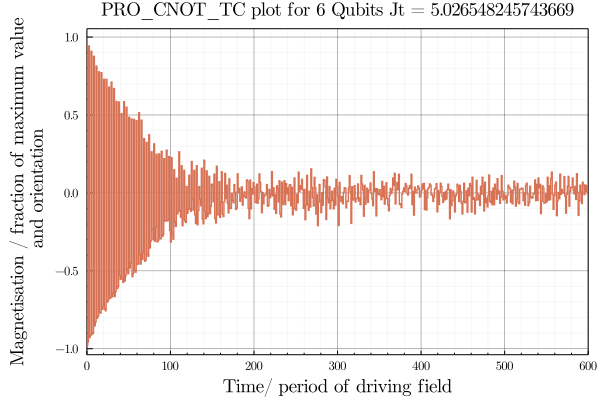 PRO_CNOT_TC plot for 6 Qubits Jt = 5.026548245743669
Magnetisation / fraction of maximum value
and orientation
1.0
0.5
0.0
−0.5
−1.0
0 100 200 300 400 500 600
Time/ period of driving field